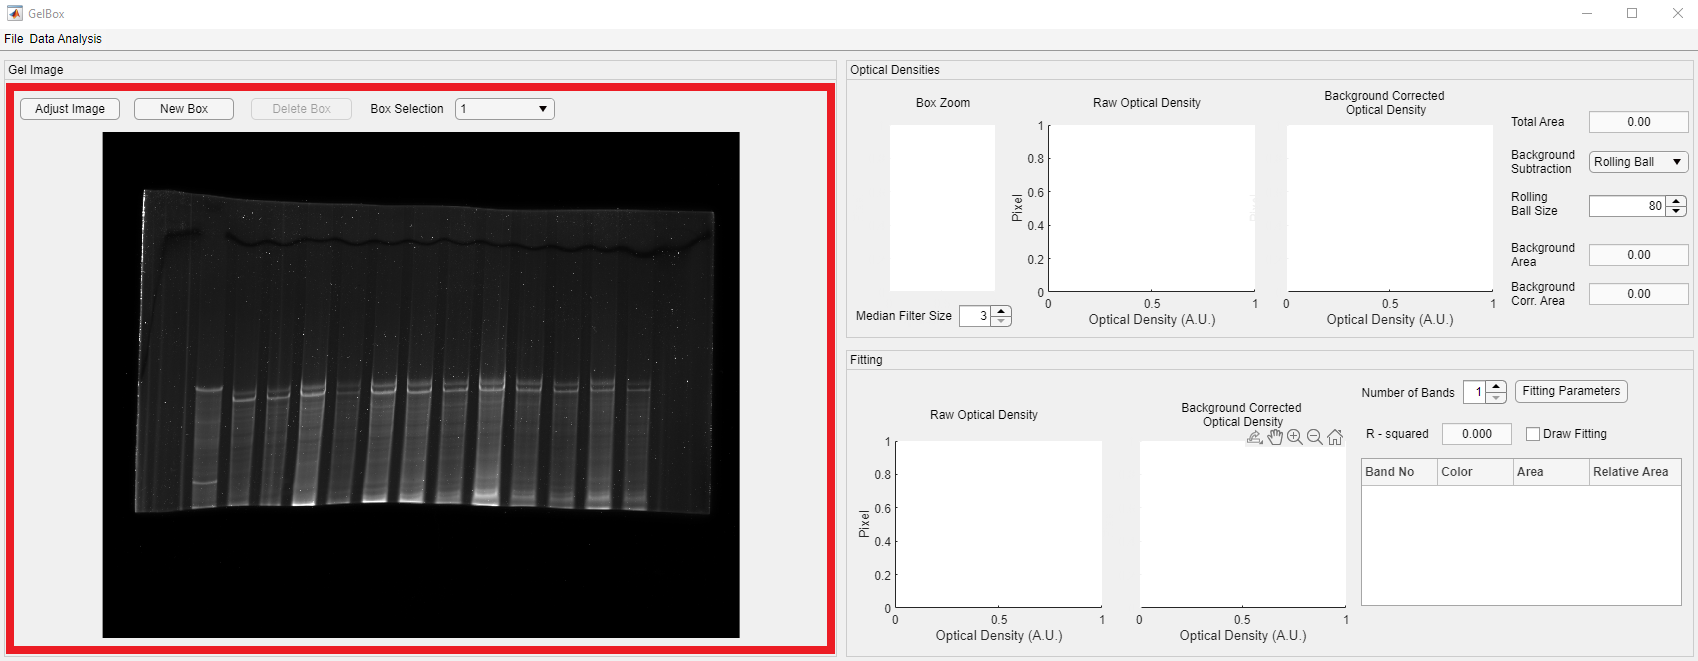 GelBox
File Data Analysis
Gel Image
Adjust Image
New Box
Delete Box
Box Selection
1
Optical Densities
Box Zoom
Median Filter Size
3
Raw Optical Density
Pixel
1
0.8
0.6
0.4
0.2
0
0
0.5
1
Optical Density (A.U.)
Background Corrected
Optical Density
0
0.5
1
Optical Density (A.U.)
Total Area
0.00
Background
Subtraction
Rolling Ball
Rolling
Ball Size
80
Background
Area
0.00
Background
Corr. Area
0.00
Fitting
Raw Optical Density
Pixel
1
0.8
0.6
0.4
0.2
0
0
0.5
1
Optical Density (A.U.)
Background Corrected
Optical Density
0
0.5
1
Optical Density (A.U.)
Number of Bands
1
Fitting Parameters
R - squared
0.000
Draw Fitting
Band No
Color
Area
Relative Area